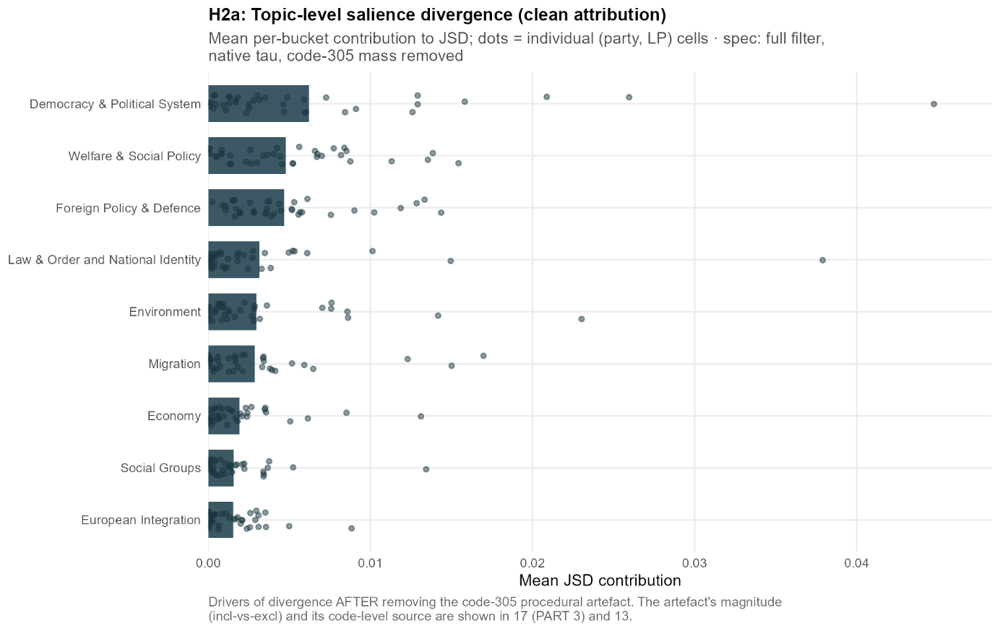 H2a: Topic-level salience divergence (clean attribution)
Mean per-bucket contribution to JSD; dots = individual (party, LP) cells · spec: full filter,
native tau, code-305 mass removed
Democracy & Political System
Welfare & Social Policy
Foreign Policy & Defence
Law & Order and National Identity
Environment
Migration
Economy
Social Groups
European Integration
0.00 0.01 0.02 0.03 0.04
Mean JSD contribution
Drivers of divergence AFTER removing the code-305 procedural artefact. The artefact's magnitude
(incl-vs-excl) and its code-level source are shown in 17 (PART 3) and 13.